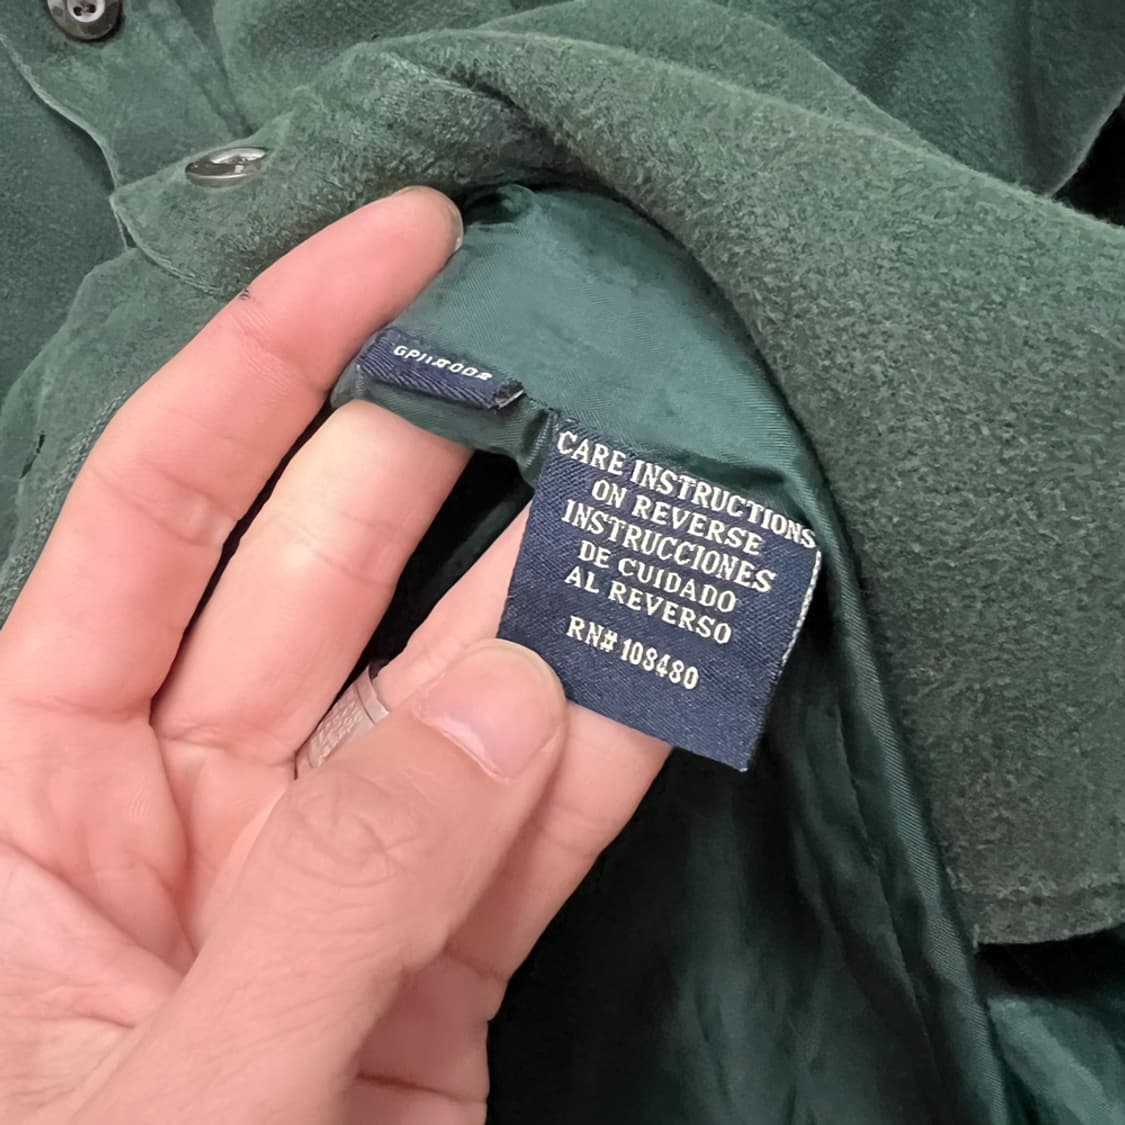 CARE INSTRUCTIONS
ON REVERSE
INSTRUCCIONES
DE CUIDADO
AL REVERSO
RN# 108480